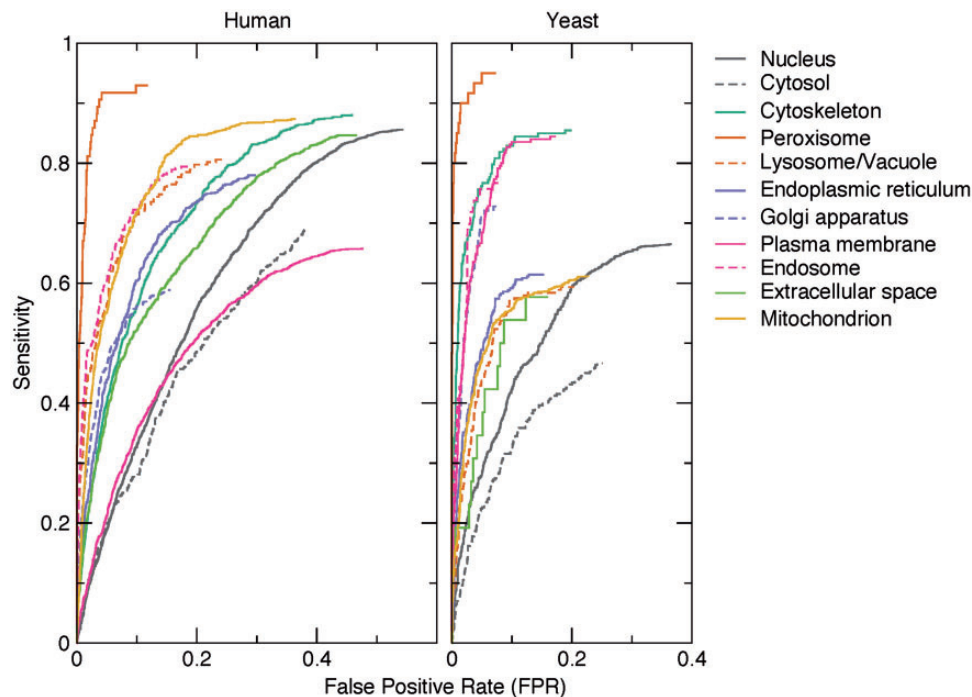 Human
Yeast
1
0.8
0.6
0.4
0.2
0
Sensitivity
0
0.2
0.4
0
0.2
0.4
False Positive Rate (FPR)
Nucleus
Cytosol
Cytoskeleton
Peroxisome
Lysosome/Vacuole
Endoplasmic reticulum
Golgi apparatus
Plasma membrane
Endosome
Extracellular space
Mitochondrion